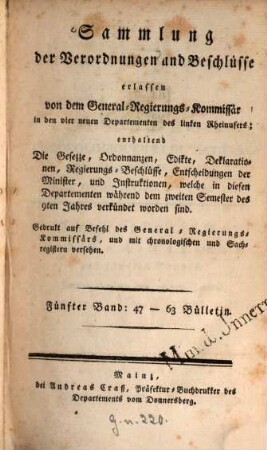 Sammlung
der Verordnungen and Beschlüsse
erlassen
von dem General-Regierungs-Kommissär
in den vier neuen Departementen des linken Rheinufers;
enthaltend
Die Gesetze, Ordonnanzen, Edikte, Deklaratio-
nen, Regierungs-Beschlüsse, Entscheidungen der
Minister, und Instruktionen, welche in diesen
Departementen während dem zweiten Semester des
9ten Jahres verkündet worden sind.
Gedrukt auf Befehl des General-Regierungs-
Kommissärs, und mit chronologischen und Sach-
registern versehen.
Fünfter Band: 47 — 63 Bülletin.
Mainz,
bei Andreas Craß, Präfektur-Buchdrukker des
Departements vom Donnersberg.